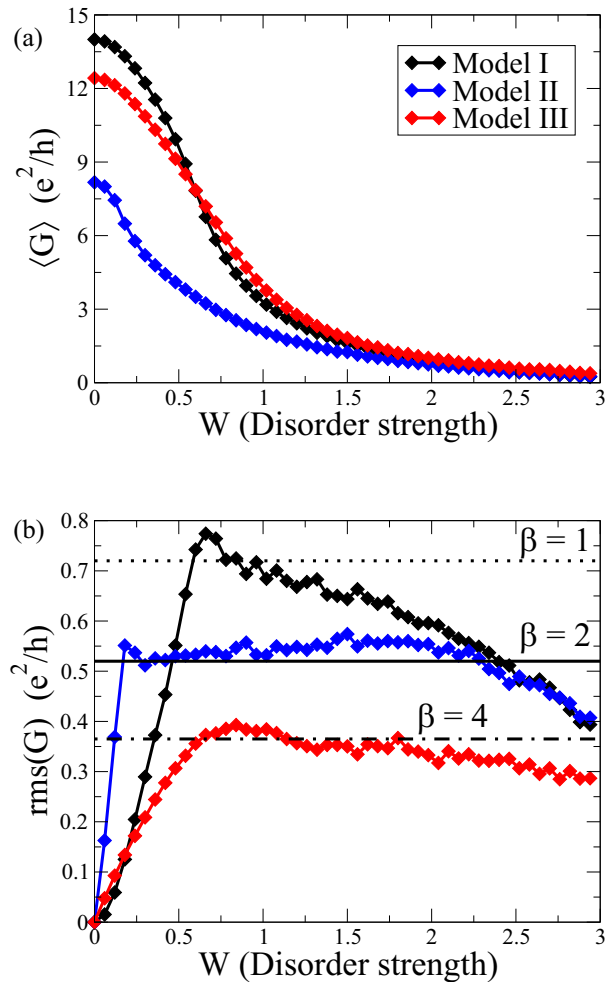 (a)
15
12
9
6
3
0
⟨G⟩ (e²/h)
Model I
Model II
Model III
0 0.5 1 1.5 2 2.5 3
W (Disorder strength)
(b)
0.8
0.7
0.6
0.5
0.4
0.3
0.2
0.1
0
rms(G) (e²/h)
β = 1
β = 2
β = 4
0 0.5 1 1.5 2 2.5 3
W (Disorder strength)